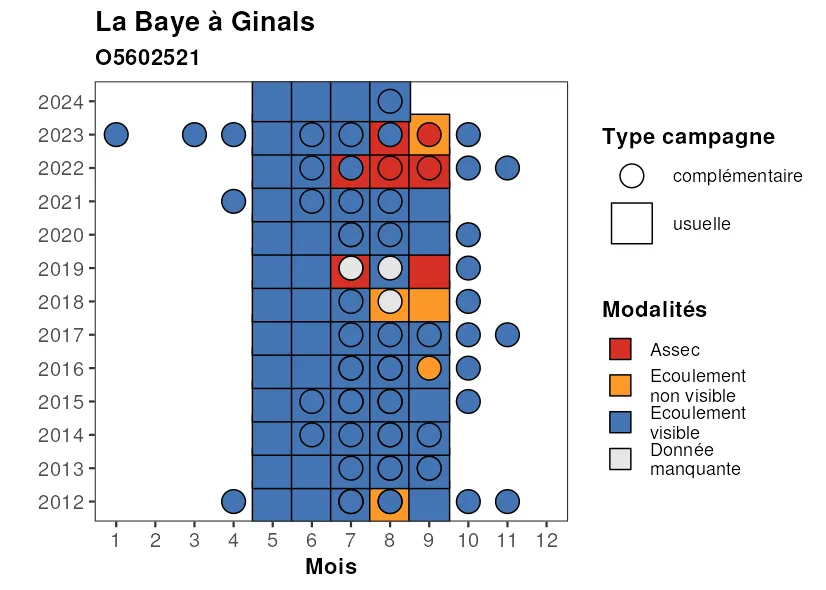 La Baye à Ginals
O5602521
2024
2023
2022
2021
2020
2019
2018
2017
2016
2015
2014
2013
2012
1 2 3 4 5 6 7 8 9 10 11 12
Mois
Type campagne
complémentaire
usuelle
Modalités
Assec
Ecoulement
non visible
Ecoulement
visible
Donnée
manquante